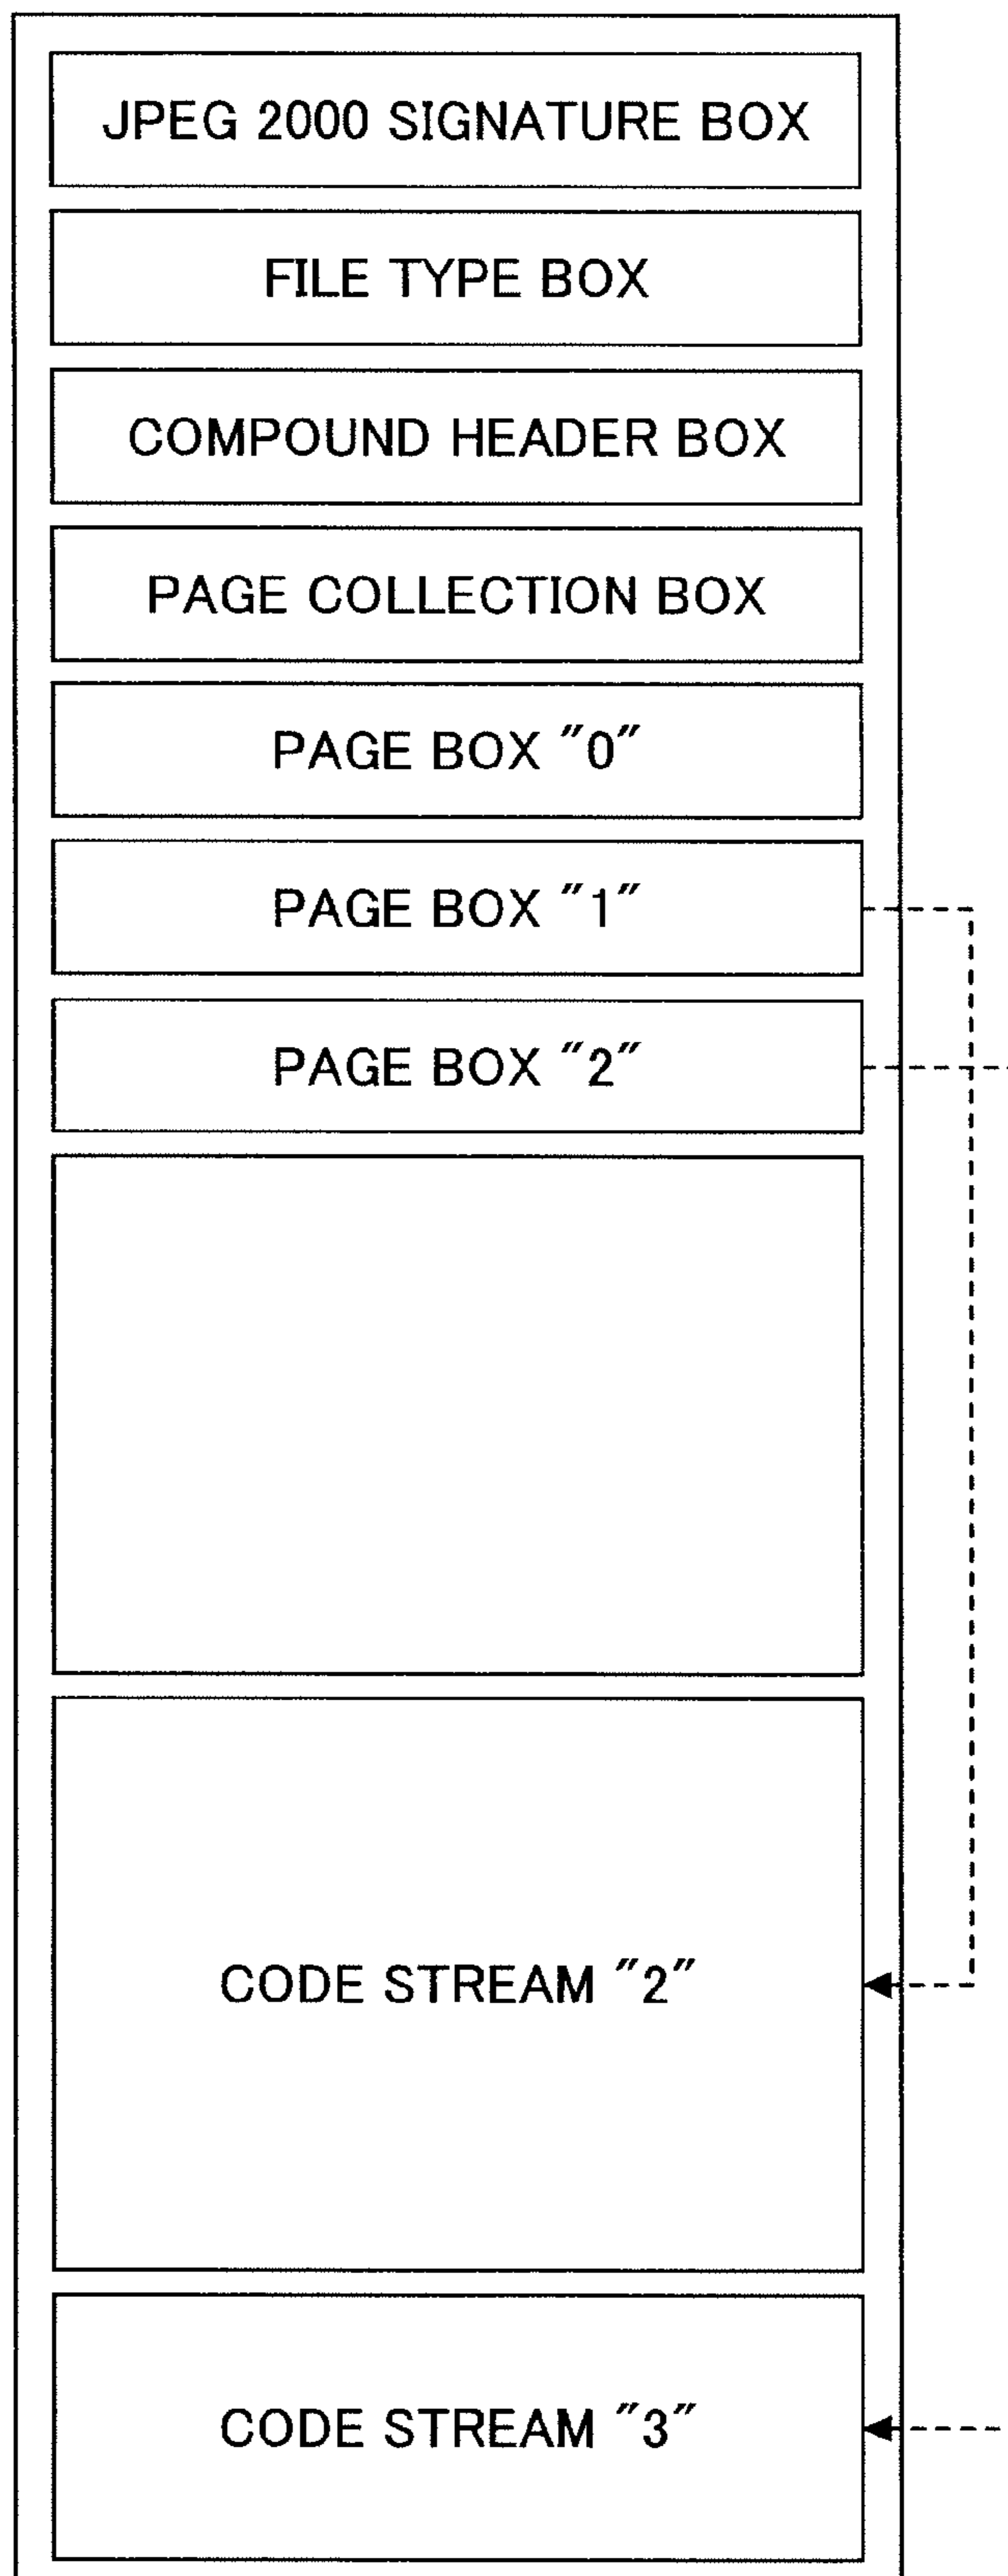 JPEG 2000 SIGNATURE BOX
FILE TYPE BOX
COMPOUND HEADER BOX
PAGE COLLECTION BOX
PAGE BOX "0"
PAGE BOX "1"
PAGE BOX "2"
CODE STREAM "2"
CODE STREAM "3"